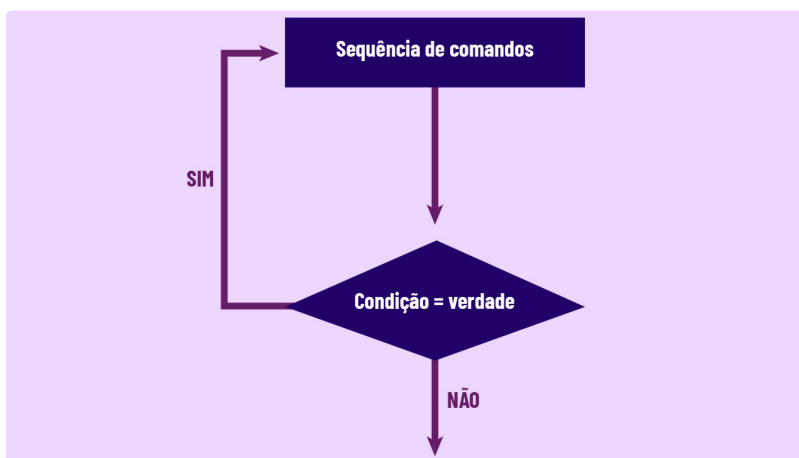 Sequência de comandos
SIM
Condição = verdade
NÃO